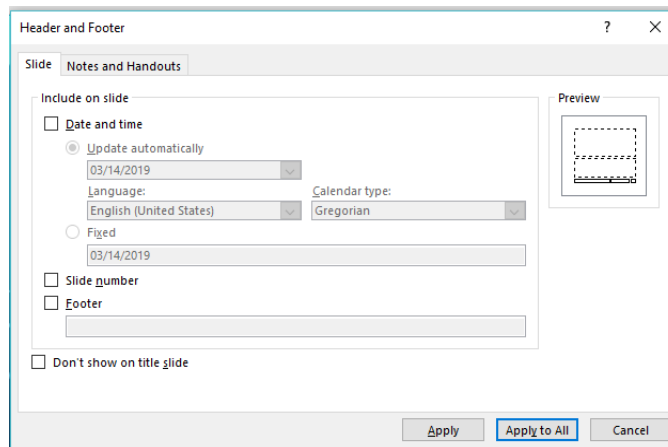 Header and Footer
?
Slide Notes and Handouts
Include on slide
Preview
Date and time
Update automatically
03/14/2019
Language: Calendar type:
English (United States) Gregorian
Fixed
03/14/2019
Slide number
Footer
Don't show on title slide
Apply Apply to All Cancel